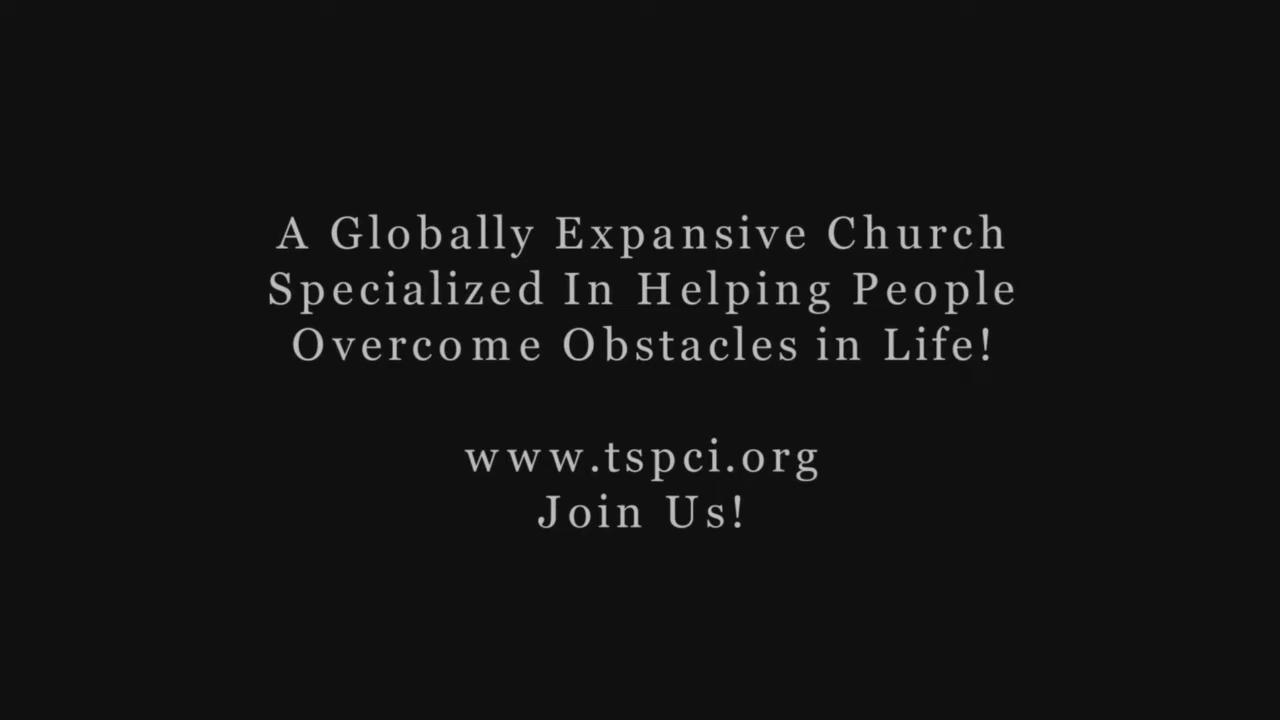 A Globally Expansive Church
Specialized In Helping People
Overcome Obstacles in Life!
www.tspci.org
Join Us!